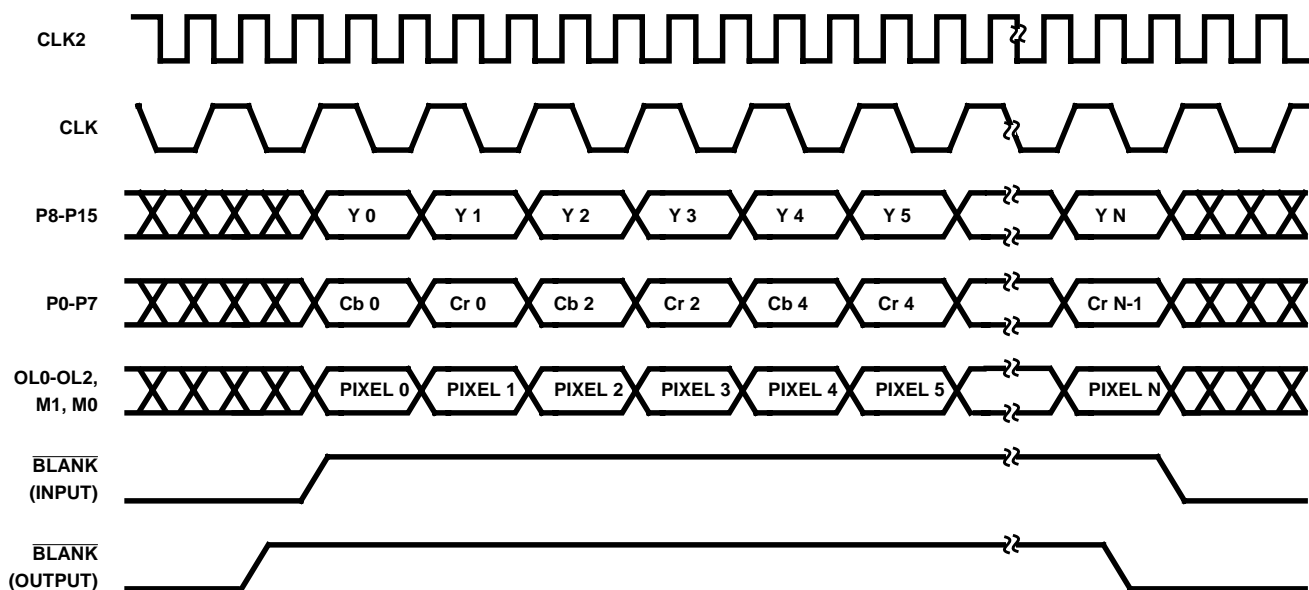 CLK2
CLK
P8-P15
Y 0 Y 1 Y 2 Y 3 Y 4 Y 5 Y N
P0-P7
Cb 0 Cr 0 Cb 2 Cr 2 Cb 4 Cr 4 Cr N-1
OL0-OL2,
M1, M0
PIXEL 0 PIXEL 1 PIXEL 2 PIXEL 3 PIXEL 4 PIXEL 5 PIXEL N
BLANK
(INPUT)
BLANK
(OUTPUT)